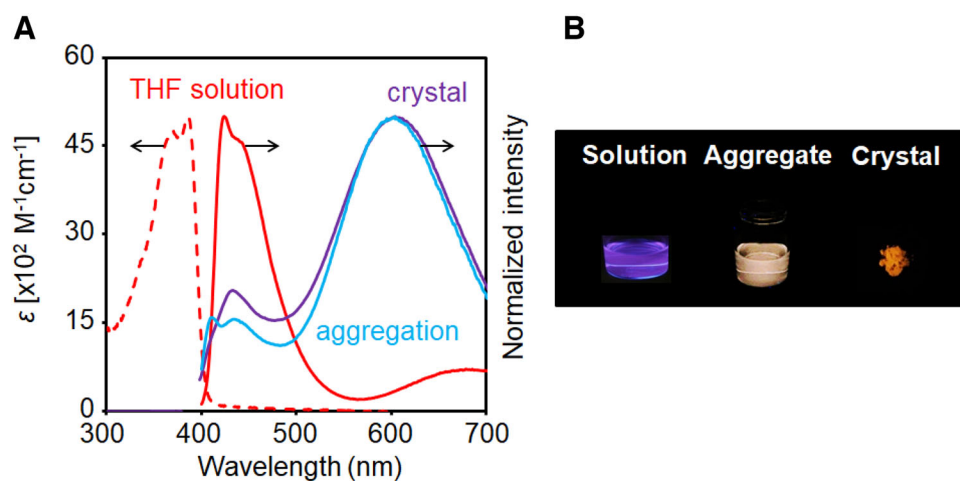 A
B
60
45
30
15
0
ε [x10² M⁻¹cm⁻¹]
THF solution
crystal
aggregation
300
400
500
600
700
Wavelength (nm)
Normalized intensity
Solution Aggregate Crystal